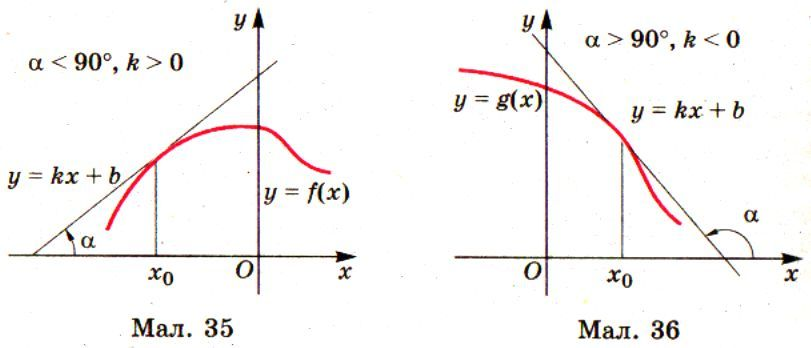 y
α < 90°, k > 0
y = kx + b
y = f(x)
α
x₀
O
x
Мал. 35
y
α > 90°, k < 0
y = g(x)
y = kx + b
α
O
x₀
x
Мал. 36